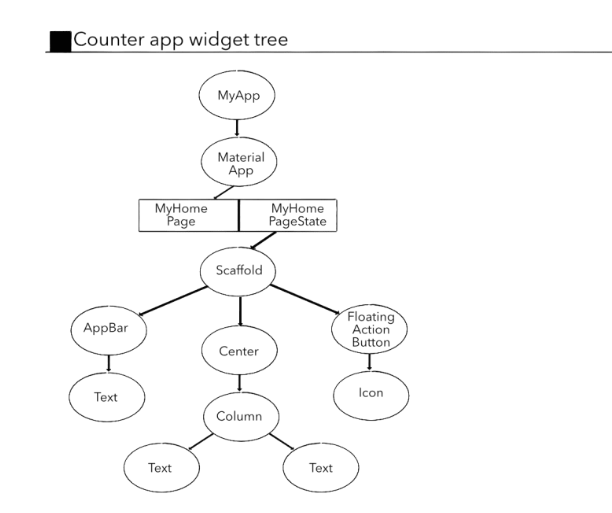 Counter app widget tree
MyApp
Material
App
MyHome
Page
MyHome
PageState
Scaffold
AppBar
Center
Floating
Action
Button
Text
Icon
Column
Text
Text